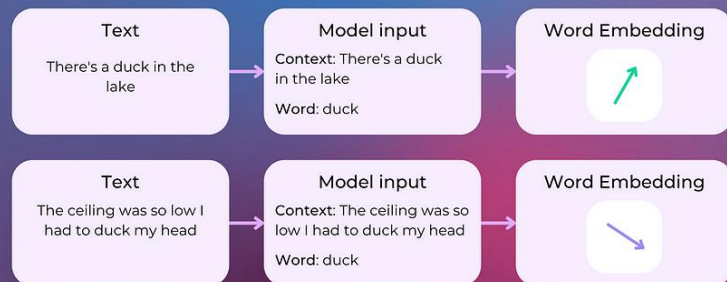 Text
There's a duck in the
lake
Model input
Context: There's a duck
in the lake
Word: duck
Word Embedding
Text
The ceiling was so low I
had to duck my head
Model input
Context: The ceiling was so
low I had to duck my head
Word: duck
Word Embedding